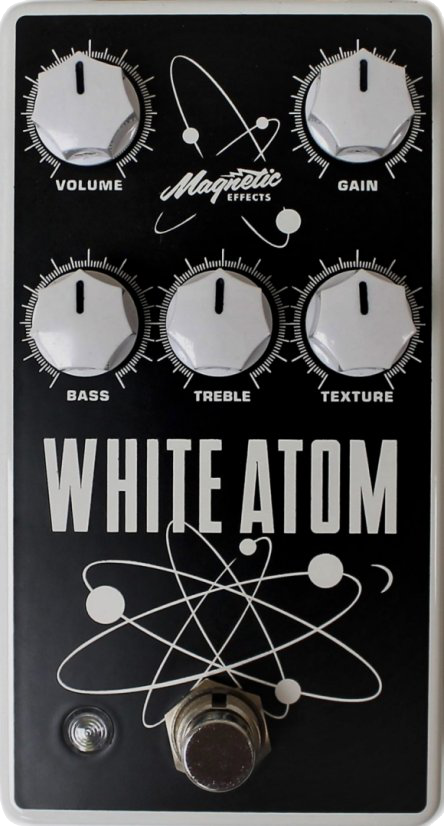 VOLUME
GAIN
Magnetic
EFFECTS
BASS
TREBLE
TEXTURE
WHITE ATOM